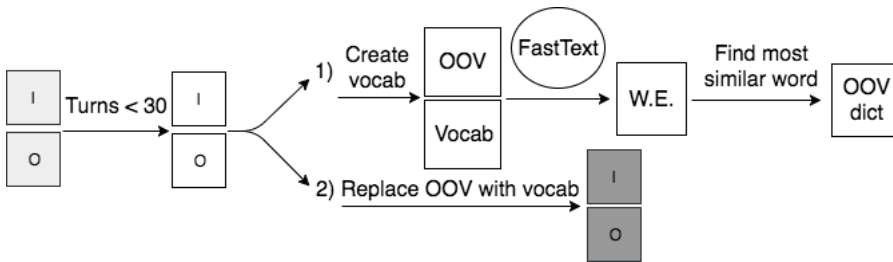 I
O
Turns < 30
I
O
1)
Create
vocab
OOV
Vocab
FastText
W.E.
Find most
similar word
OOV
dict
2) Replace OOV with vocab
I
O